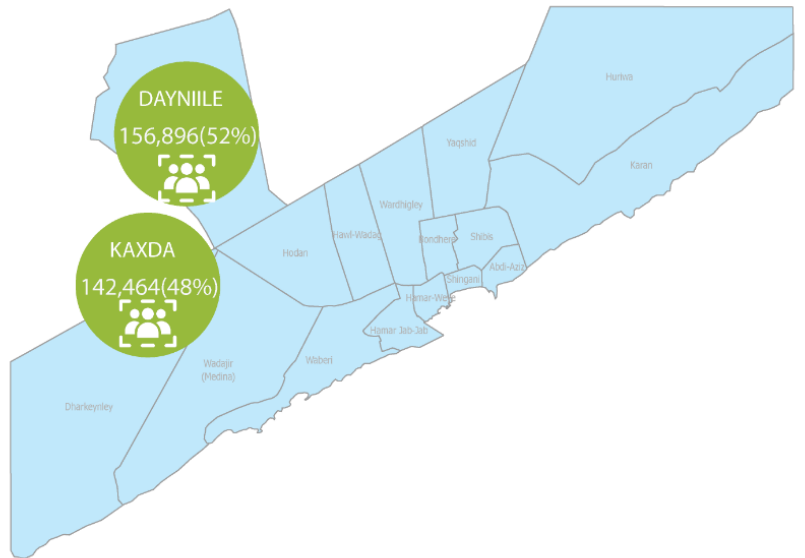 DAYNIILE
156,896(52%)
KAXDA
142,464(48%)
Huriwa
Yaqshid
Karan
Wardhigley
Hawl-Wadag
Bondhere
Shibis
Hodan
Abdi-Aziz
Shingani
Hamar-Weyne
Hamar Jab-Jab
Waberi
Wadajir
(Medina)
Dharkeynley